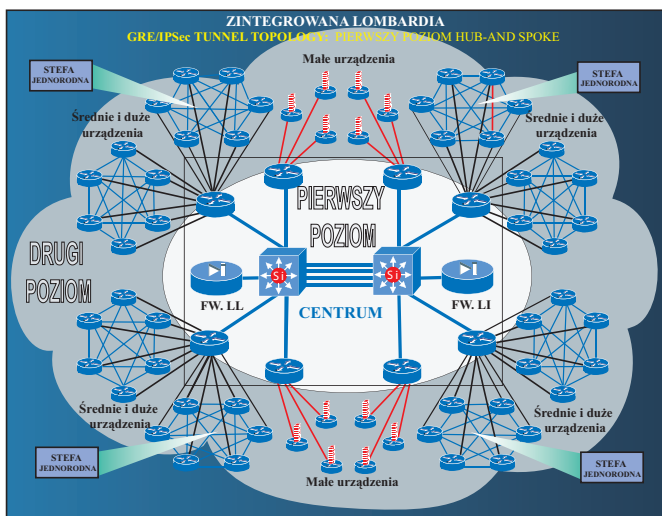 ZINTEGROWANA LOMBARDIA
GRE/IPSec TUNNEL TOPOLOGY: PIERWSZY POZIOM HUB-AND SPOKE
STEFA
JEDNORODNA
Małe urządzenia
STEFA
JEDNORODNA
Średnie i duże
urządzenia
Średnie i duże
urządzenia
PIERWSZY
POZIOM
DRUGI
POZIOM
Si
Si
FW. LL
CENTRUM
FW. LI
Średnie i duże
urządzenia
Średnie i duże
urządzenia
STEFA
JEDNORODNA
Małe urządzenia
STEFA
JEDNORODNA